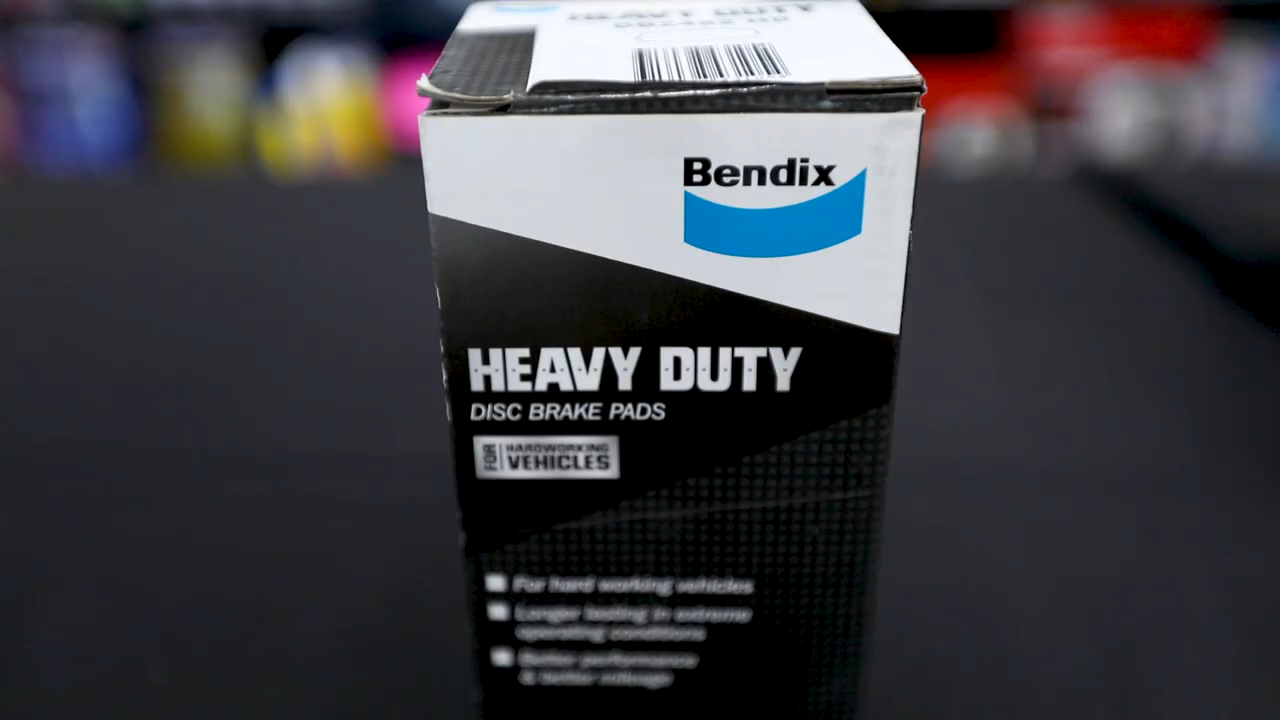 HEAVY DUTY
Bendix
HEAVY DUTY
DISC BRAKE PADS
FOR HARDWORKING
VEHICLES
For hard working vehicles
Longer lasting in extreme
operating conditions
Better performance
& better mileage